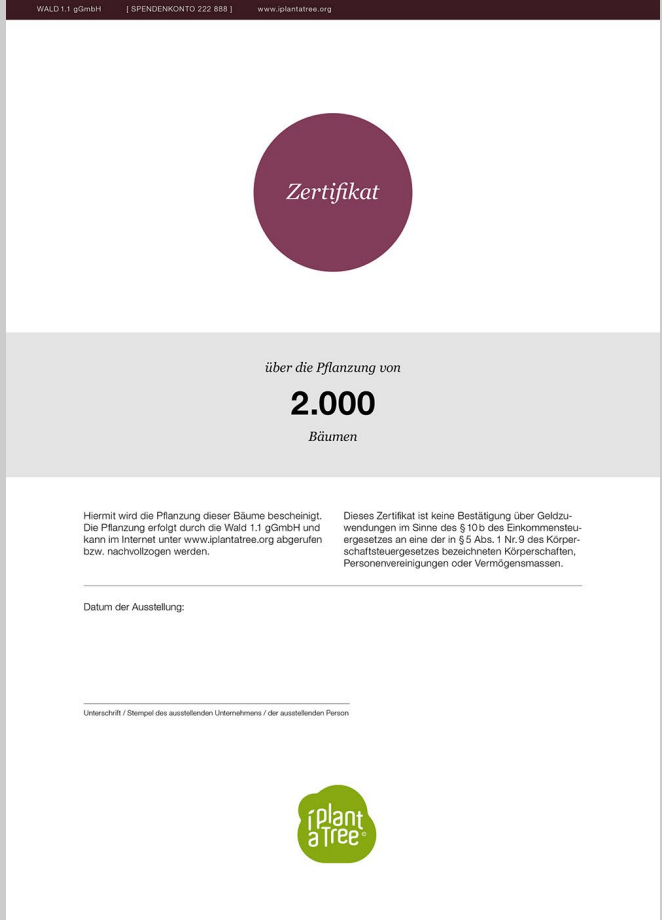 WALD 1.1 gGmbH [ SPENDENKONTO 222 888 ] www.iplantatree.org
Zertifikat
über die Pflanzung von
2.000
Bäumen
Hiermit wird die Pflanzung dieser Bäume bescheinigt.
Die Pflanzung erfolgt durch die Wald 1.1 gGmbH und
kann im Internet unter www.iplantatree.org abgerufen
bzw. nachvollzogen werden.
Dieses Zertifikat ist keine Bestätigung über Geldzu-
wendungen im Sinne des § 10 b des Einkommensteu-
ergesetzes an eine der in § 5 Abs. 1 Nr. 9 des Körper-
schaftsteuergesetzes bezeichneten Körperschaften,
Personenvereinigungen oder Vermögensmassen.
Datum der Ausstellung:
Unterschrift / Stempel des ausstellenden Unternehmens / der ausstellenden Person
i plant
a Tree